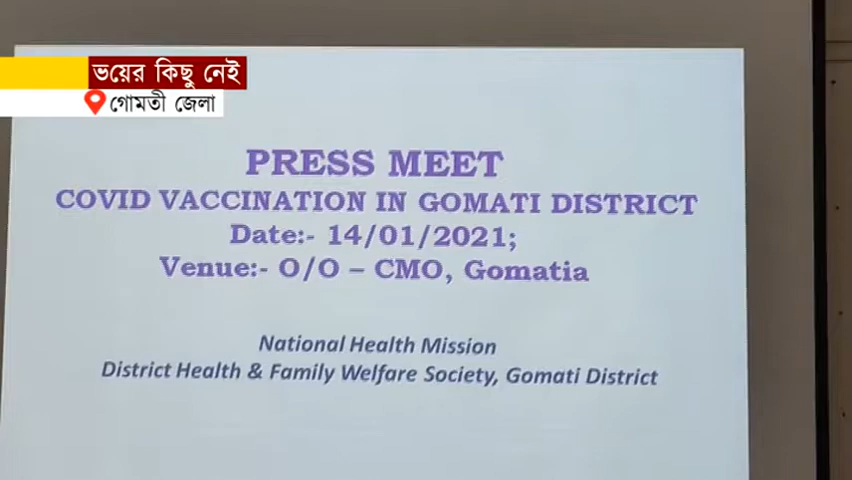 ভয়ের কিছু নেই
গোমতী জেলা
PRESS MEET
COVID VACCINATION IN GOMATI DISTRICT
Date:- 14/01/2021;
Venue:- O/O – CMO, Gomatia
National Health Mission
District Health & Family Welfare Society, Gomati District